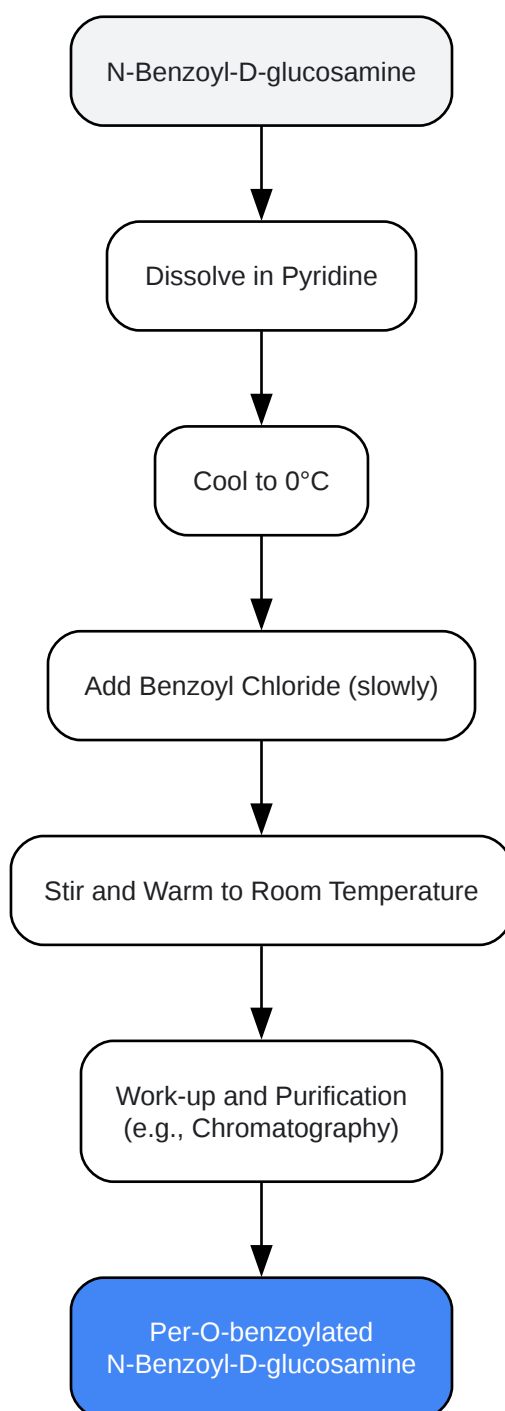 N-Benzoyl-D-glucosamine
Dissolve in Pyridine
Cool to 0°C
Add Benzoyl Chloride (slowly)
Stir and Warm to Room Temperature
Work-up and Purification
(e.g., Chromatography)
Per-O-benzoylated
N-Benzoyl-D-glucosamine